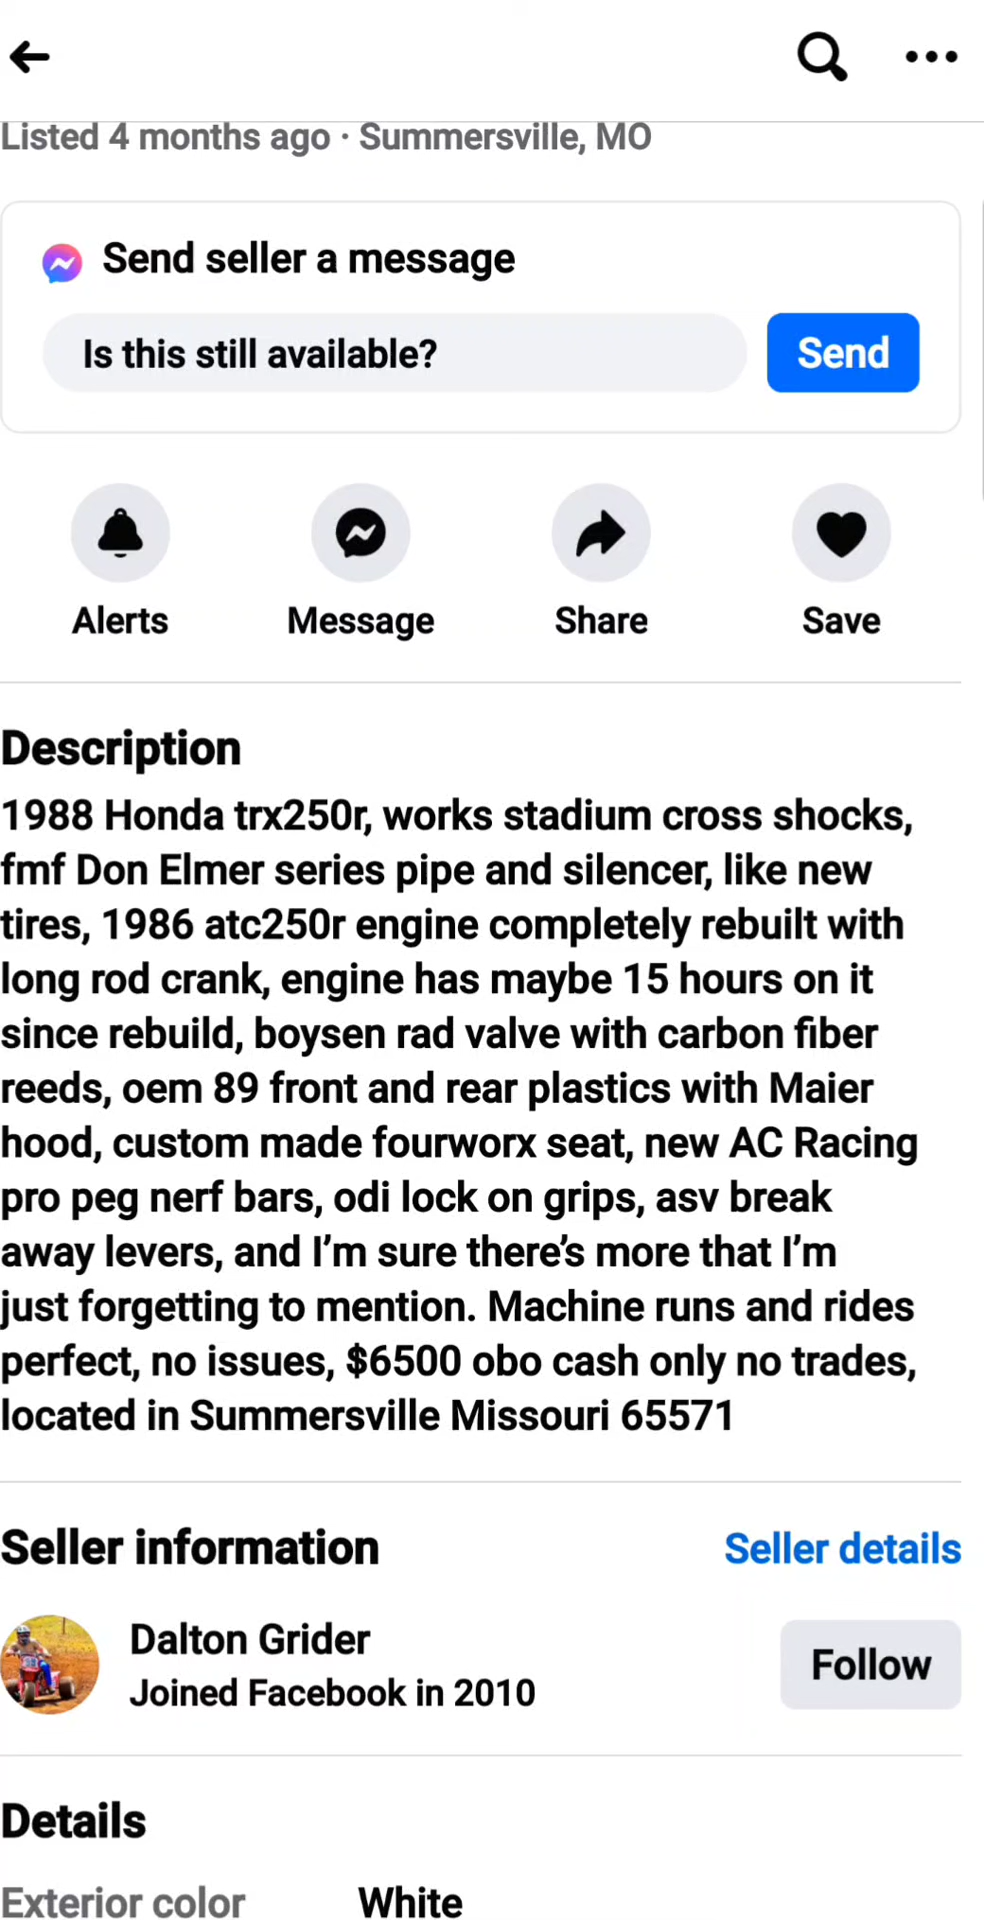 Listed 4 months ago · Summersville, MO
Send seller a message
Is this still available?
Send
Alerts
Message
Share
Save
Description
1988 Honda trx250r, works stadium cross shocks,
fmf Don Elmer series pipe and silencer, like new
tires, 1986 atc250r engine completely rebuilt with
long rod crank, engine has maybe 15 hours on it
since rebuild, boysen rad valve with carbon fiber
reeds, oem 89 front and rear plastics with Maier
hood, custom made fourworx seat, new AC Racing
pro peg nerf bars, odi lock on grips, asv break
away levers, and I’m sure there’s more that I’m
just forgetting to mention. Machine runs and rides
perfect, no issues, $6500 obo cash only no trades,
located in Summersville Missouri 65571
Seller information
Seller details
Dalton Grider
Joined Facebook in 2010
Follow
Details
Exterior color White